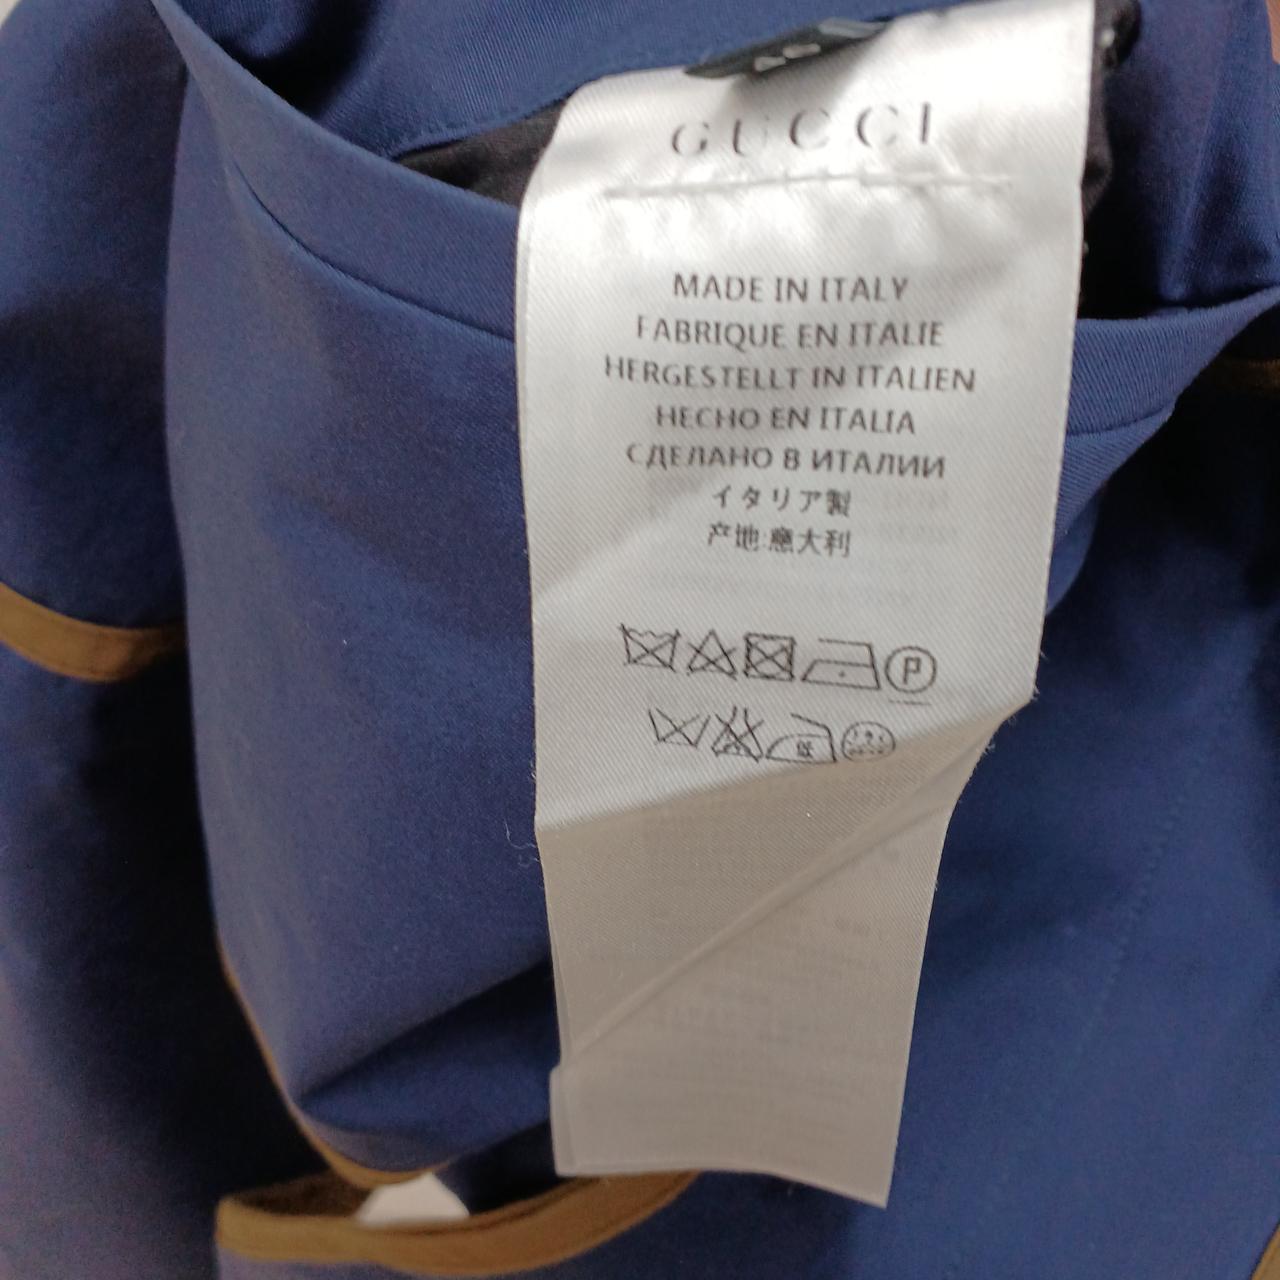 GUCCI
MADE IN ITALY
FABRIQUE EN ITALIE
HERGESTELLT IN ITALIEN
HECHO EN ITALIA
СДЕЛАНО В ИТАЛИИ
イタリア製
产地:意大利
P
低